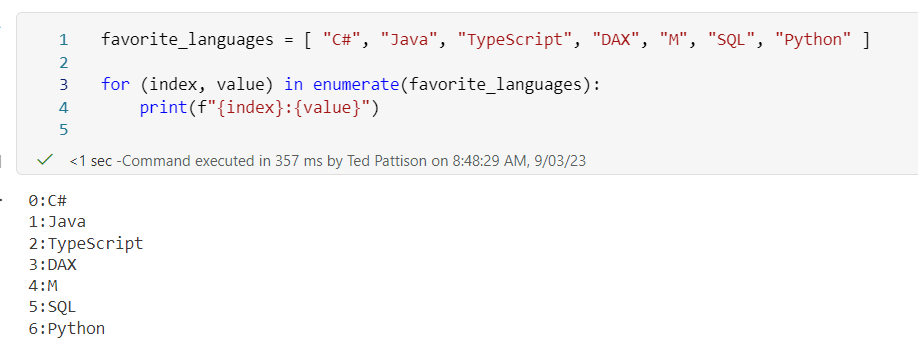 1 favorite_languages = [ "C#", "Java", "TypeScript", "DAX", "M", "SQL", "Python" ]
2
3 for (index, value) in enumerate(favorite_languages):
4     print(f"{index}:{value}")
5
<1 sec -Command executed in 357 ms by Ted Pattison on 8:48:29 AM, 9/03/23
0:C#
1:Java
2:TypeScript
3:DAX
4:M
5:SQL
6:Python